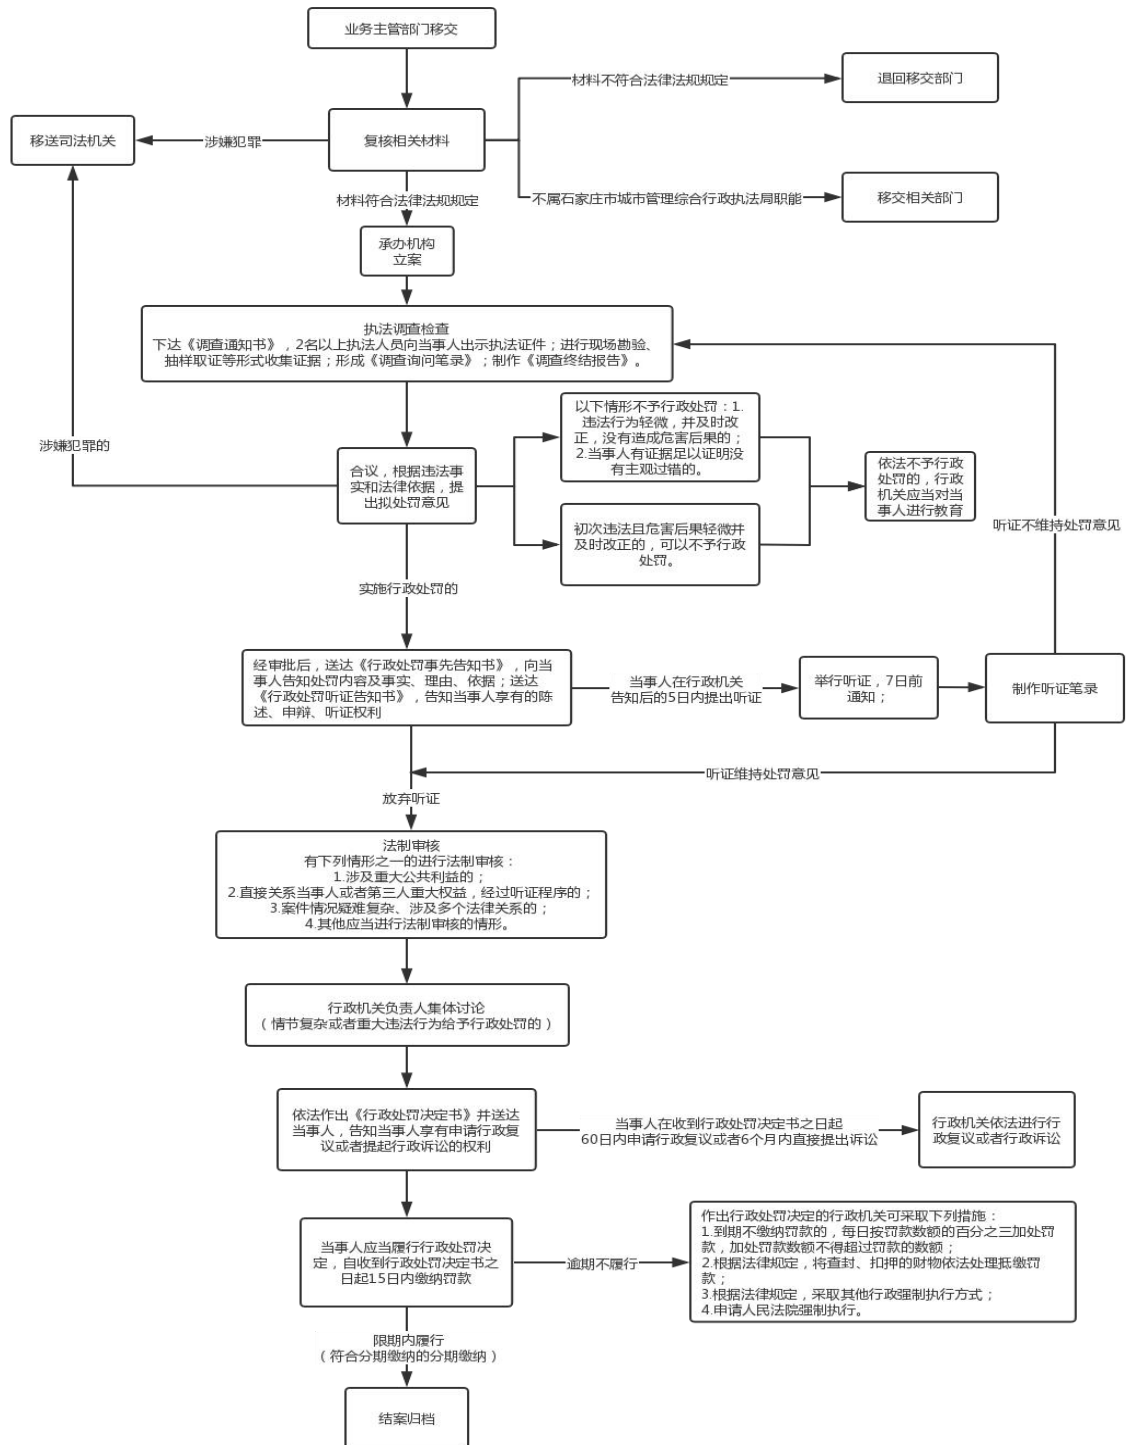 业务主管部门移交
材料不符合法律法规规定
退回移交部门
移送司法机关
涉嫌犯罪
复核相关材料
材料符合法律法规规定
不属石家庄市城市管理综合行政执法局职能
移交相关部门
承办机构
立案
执法调查检查
下达《调查通知书》，2名以上执法人员向当事人出示执法证件；进行现场勘验、
抽样取证等形式收集证据；形成《调查询问笔录》；制作《调查终结报告》。
以下情形不予行政处罚：1.
违法行为轻微，并及时改
正，没有造成危害后果的；
2.当事人有证据足以证明没
有主观过错的。
涉嫌犯罪的
合议，根据违法事
实和法律依据，提
出拟处罚意见
依法不予行政
处罚的，行政
机关应当对当
事人进行教育
初次违法且危害后果轻微并
及时改正的，可以不予行政
处罚。
听证不维持处罚意见
实施行政处罚的
经审批后，送达《行政处罚事先告知书》，向当
事人告知处罚内容及事实、理由、依据；送达
《行政处罚听证告知书》，告知当事人享有的陈
述、申辩、听证权利
当事人在行政机关
告知后的5日内提出听证
举行听证，7日前
通知；
制作听证笔录
听证维持处罚意见
放弃听证
法制审核
有下列情形之一的进行法制审核：
1.涉及重大公共利益的；
2.直接关系当事人或者第三人重大权益，经过听证程序的；
3.案件情况疑难复杂、涉及多个法律关系的；
4.其他应当进行法制审核的情形。
行政机关负责人集体讨论
（情节复杂或者重大违法行为给予行政处罚的）
依法作出《行政处罚决定书》并送达
当事人，告知当事人享有申请行政复
议或者提起行政诉讼的权利
当事人在收到行政处罚决定书之日起
60日内申请行政复议或者6个月内直接提出诉讼
行政机关依法进行行
政复议或者行政诉讼
当事人应当履行行政处罚决
定，自收到行政处罚决定书之
日起15日内缴纳罚款
逾期不履行
作出行政处罚决定的行政机关可采取下列措施：
1.到期不缴纳罚款的，每日按罚款数额的百分之三加处罚
款，加处罚款数额不得超过罚款的数额；
2.根据法律规定，将查封、扣押的财物依法处理抵缴罚
款；
3.根据法律规定，采取其他行政强制执行方式；
4.申请人民法院强制执行。
限期内履行
（符合分期缴纳的分期缴纳）
结案归档